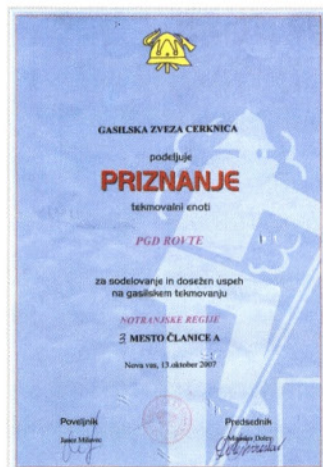 GASILSKA ZVEZA CERKNICA
podeljuje
PRIZNANJE
tekmovalni enoti
PGD ROVTE
za sodelovanje in dosežen uspeh
na gasilskem tekmovanju
NOTRANJSKE REGIJE
3 MESTO ČLANICE A
Nova vas, 13.oktober 2007
Poveljnik
Predsednik